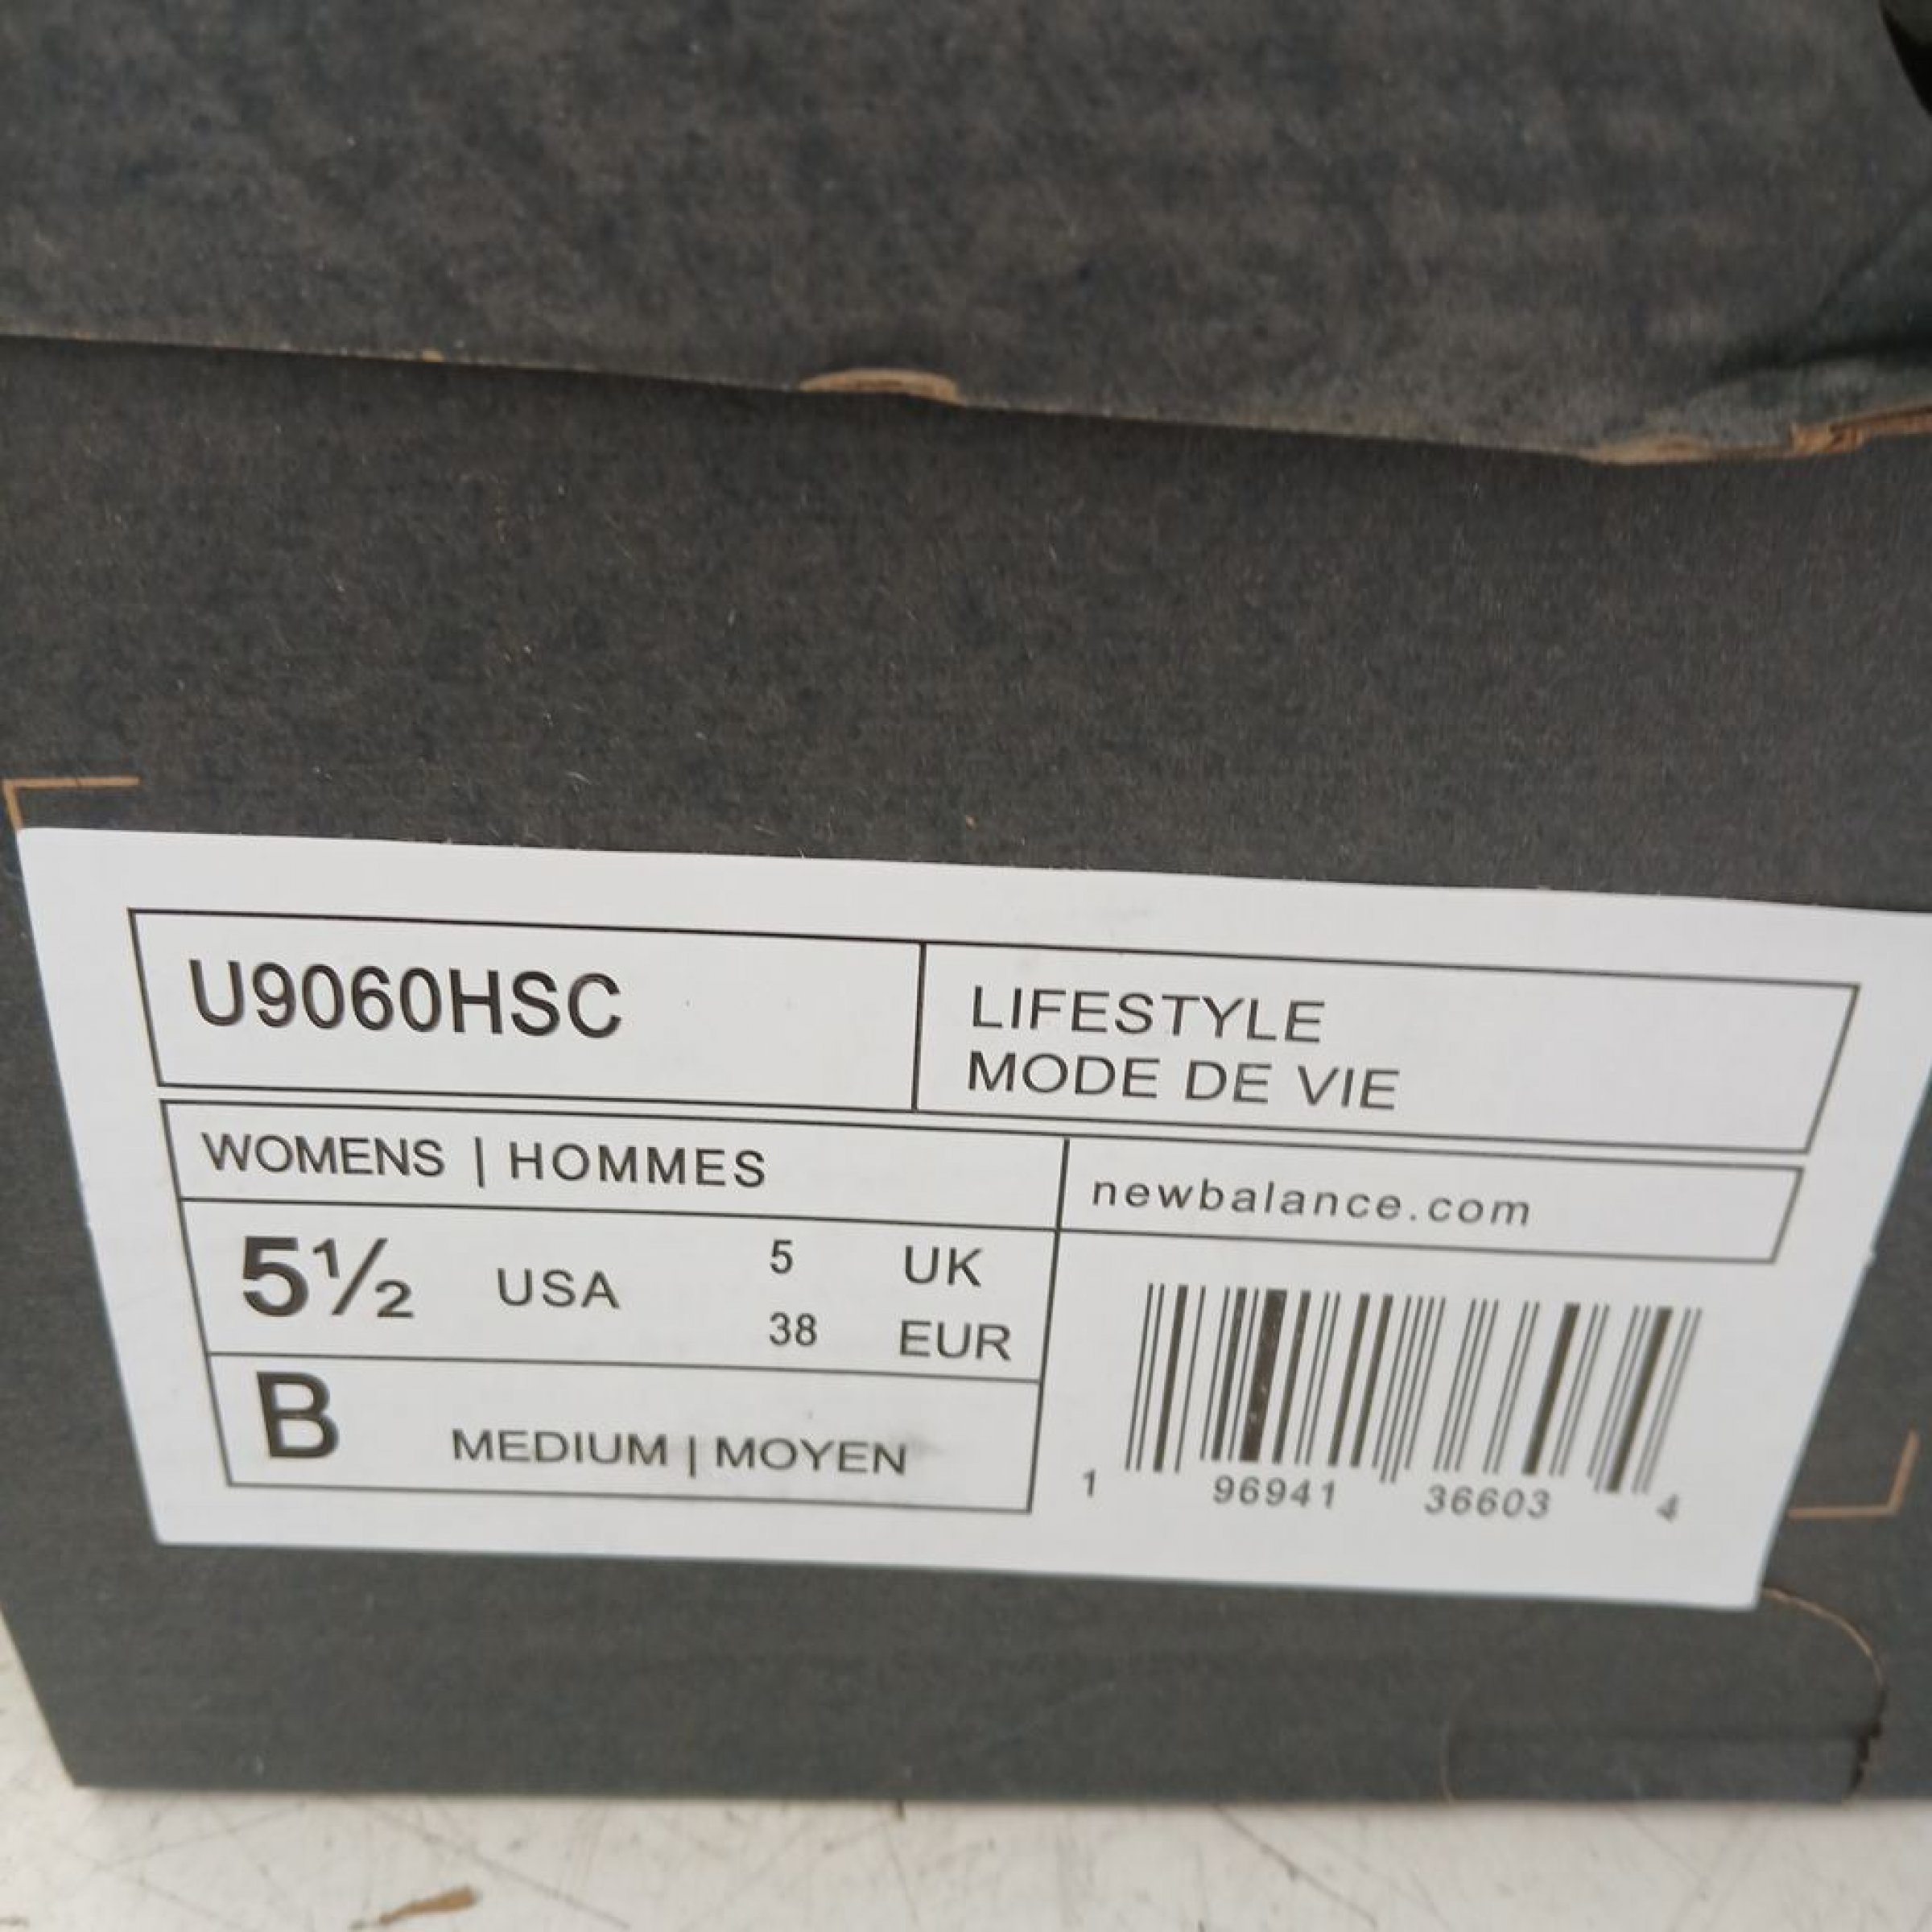 U9060HSC
LIFESTYLE
MODE DE VIE
WOMENS | HOMMES
newbalance.com
5½ USA
5 UK
38 EUR
B MEDIUM | MOYEN
1 96941 36603 4